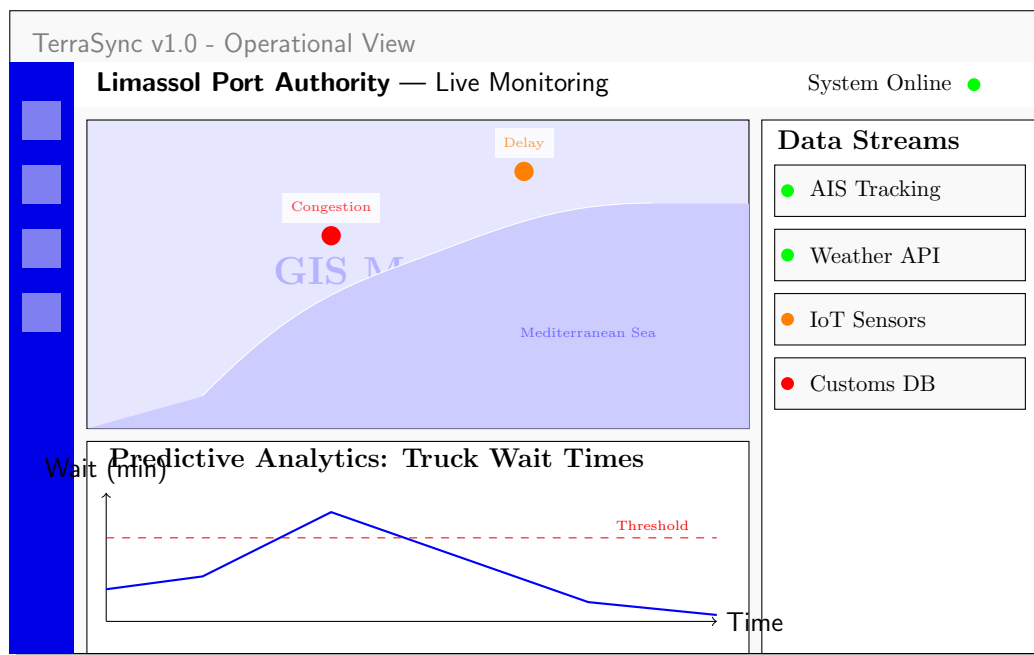 TerraSync v1.0 - Operational View
Limassol Port Authority — Live Monitoring
System Online
Delay
Congestion
GIS M
Mediterranean Sea
Data Streams
AIS Tracking
Weather API
IoT Sensors
Customs DB
Predictive Analytics: Truck Wait Times
Wait (min)
Threshold
Time